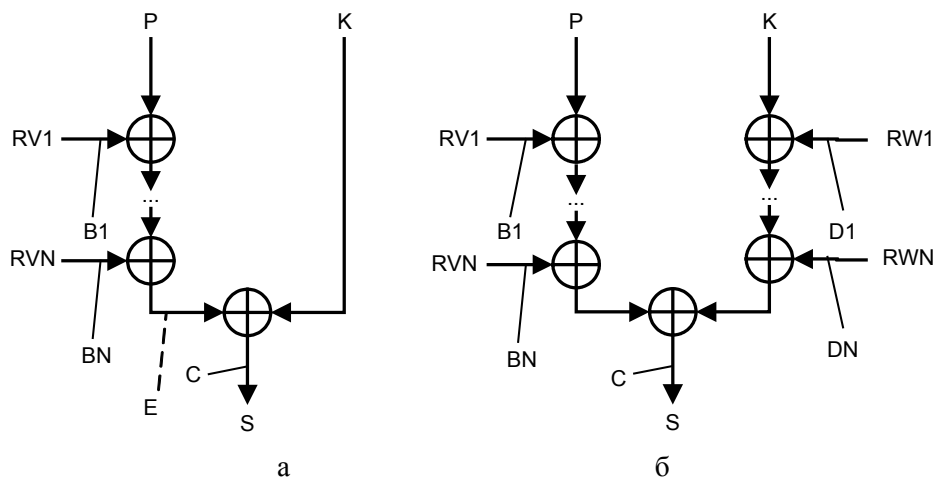 P K P K
RV1 RV1 RW1
... ... ...
B1 B1 D1
RVN RVN RWN
BN BN DN
C C
E
S S
а б